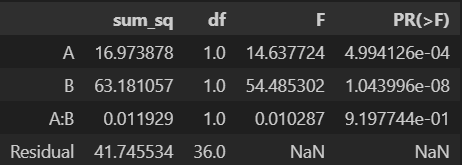 sum_sq df F PR(>F)
A 16.973878 1.0 14.637724 4.994126e-04
B 63.181057 1.0 54.485302 1.043996e-08
A:B 0.011929 1.0 0.010287 9.197744e-01
Residual 41.745534 36.0 NaN NaN